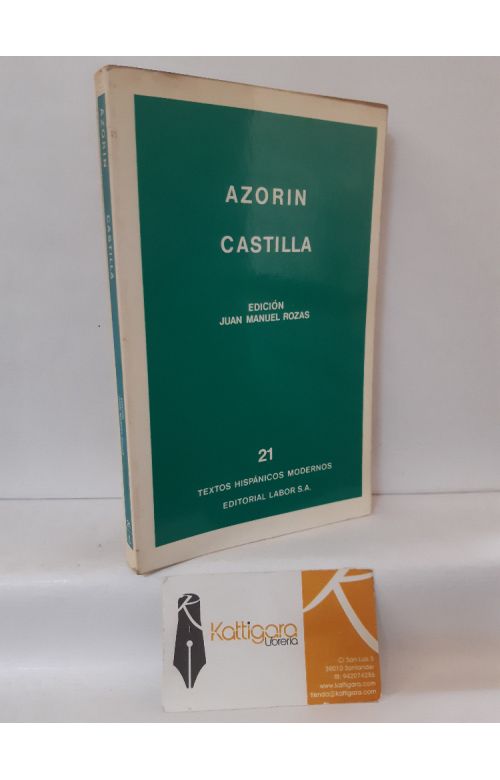 AZORIN
CASTILLA
EDICIÓN
JUAN MANUEL ROZAS
21
TEXTOS HISPÁNICOS MODERNOS
EDITORIAL LABOR S.A.
AZORIN CASTILLA
Kattigara
Librería
C/ San Luis 5
39010 Santander
tlf: 942074286
www.kattigara.com
tienda@kattigara.com